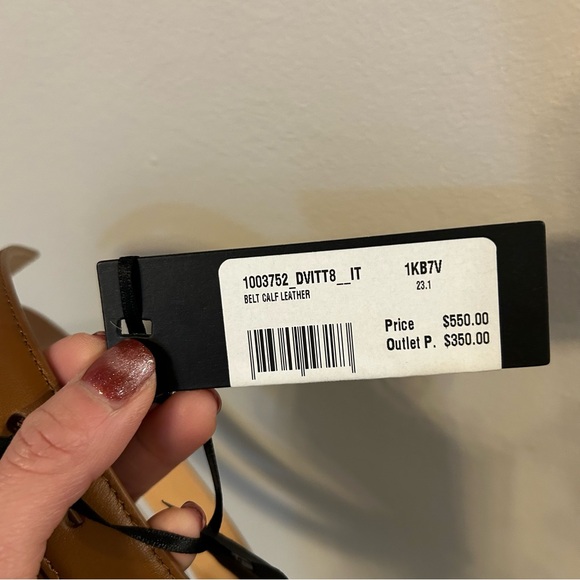 1003752_DVITT8__IT 1KB7V
BELT CALF LEATHER 23.1
Price $550.00
Outlet P. $350.00